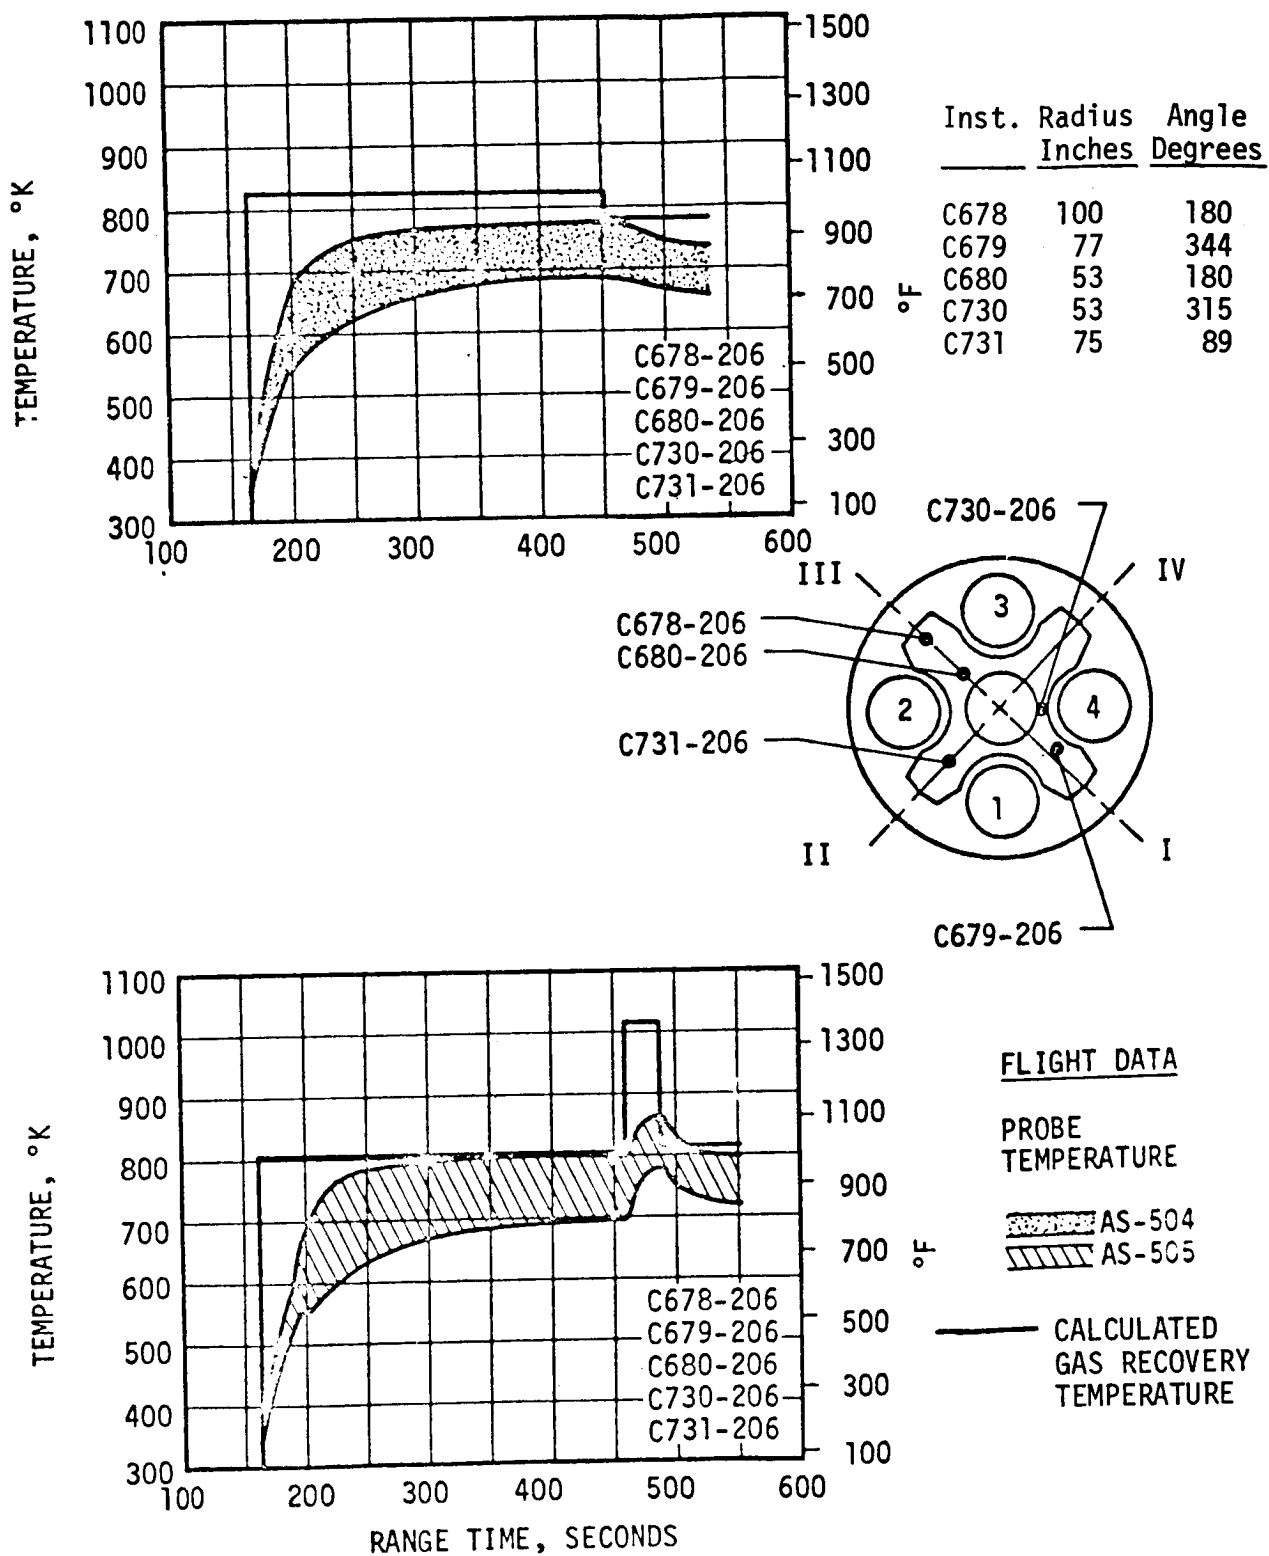 1100
1000
900
800
700
600
500
400
300
TEMPERATURE, °K
1500
1300
1100
900
700
500
300
100
°F
C678-206
C679-206
C680-206
C730-206
C731-206
100 200 300 400 500 600
Inst. Radius Angle
Inches Degrees
C678 100 180
C679 77 344
C680 53 180
C730 53 315
C731 75 89
C730-206
III
IV
C678-206
C680-206
C731-206
3
2
4
1
II
I
C679-206
1100
1000
900
800
700
600
500
400
300
TEMPERATURE, °K
1500
1300
1100
900
700
500
300
100
°F
C678-206
C679-206
C680-206
C730-206
C731-206
100 200 300 400 500 600
RANGE TIME, SECONDS
FLIGHT DATA
PROBE
TEMPERATURE
AS-504
AS-505
CALCULATED
GAS RECOVERY
TEMPERATURE